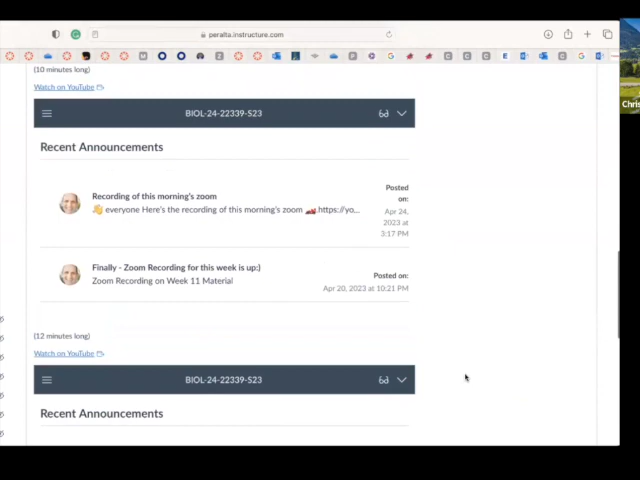 peralta.instructure.com
(10 minutes long)
Watch on YouTube
BIOL-24-22339-S23
Recent Announcements
Recording of this morning's zoom
👋 everyone Here's the recording of this morning's zoom 🏎️.https://yo...
Posted
on:
Apr 24,
2023 at
3:17 PM
Finally - Zoom Recording for this week is up:)
Zoom Recording on Week 11 Material
Posted on:
Apr 20, 2023 at 10:21 PM
(12 minutes long)
Watch on YouTube
BIOL-24-22339-S23
Recent Announcements
Chris